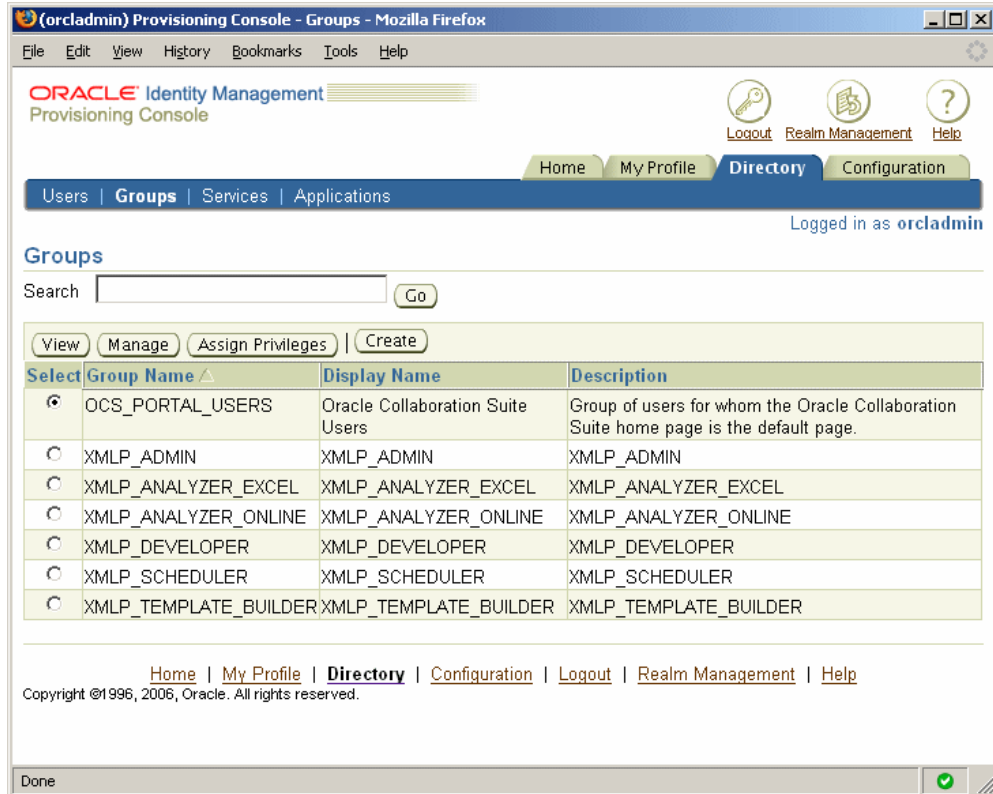 (orcladmin) Provisioning Console - Groups - Mozilla Firefox
File Edit View History Bookmarks Tools Help
ORACLE Identity Management
Provisioning Console
Logout Realm Management Help
Home My Profile Directory Configuration
Users | Groups | Services | Applications
Logged in as orcladmin
Groups
Search Go
View Manage Assign Privileges | Create
Select Group Name Display Name Description
OCS_PORTAL_USERS Oracle Collaboration Suite Group of users for whom the Oracle Collaboration
Users Suite home page is the default page.
XMLP_ADMIN XMLP_ADMIN XMLP_ADMIN
XMLP_ANALYZER_EXCEL XMLP_ANALYZER_EXCEL XMLP_ANALYZER_EXCEL
XMLP_ANALYZER_ONLINE XMLP_ANALYZER_ONLINE XMLP_ANALYZER_ONLINE
XMLP_DEVELOPER XMLP_DEVELOPER XMLP_DEVELOPER
XMLP_SCHEDULER XMLP_SCHEDULER XMLP_SCHEDULER
XMLP_TEMPLATE_BUILDER XMLP_TEMPLATE_BUILDER XMLP_TEMPLATE_BUILDER
Home | My Profile | Directory | Configuration | Logout | Realm Management | Help
Copyright ©1996, 2006, Oracle. All rights reserved.
Done